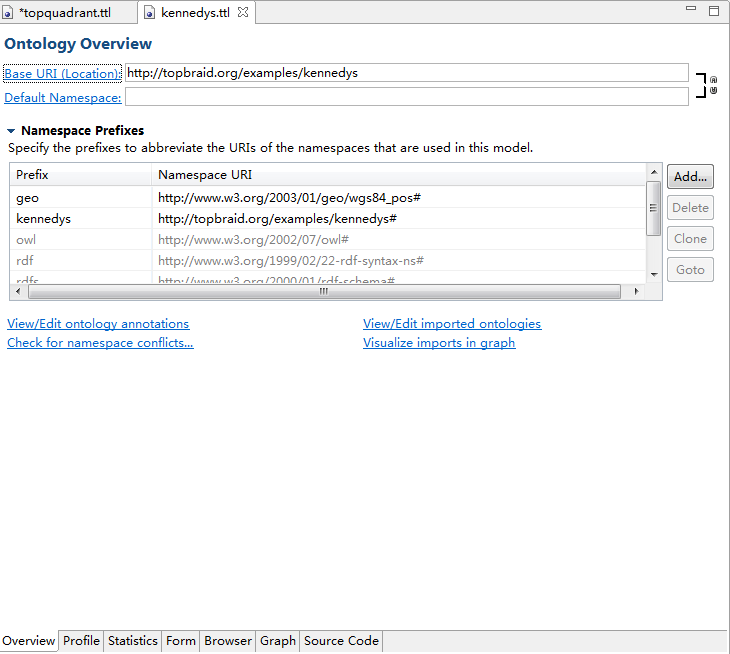 *topquadrant.ttl kennedys.ttl
Ontology Overview
Base URI (Location): http://topbraid.org/examples/kennedys
Default Namespace:
Namespace Prefixes
Specify the prefixes to abbreviate the URIs of the namespaces that are used in this model.
Prefix Namespace URI Add...
geo http://www.w3.org/2003/01/geo/wgs84_pos#
kennedys http://topbraid.org/examples/kennedys# Delete
owl http://www.w3.org/2002/07/owl# Clone
rdf http://www.w3.org/1999/02/22-rdf-syntax-ns# Goto
rdfs http://www.w3.org/2000/01/rdf-schema#
View/Edit ontology annotations View/Edit imported ontologies
Check for namespace conflicts... Visualize imports in graph
Overview Profile Statistics Form Browser Graph Source Code